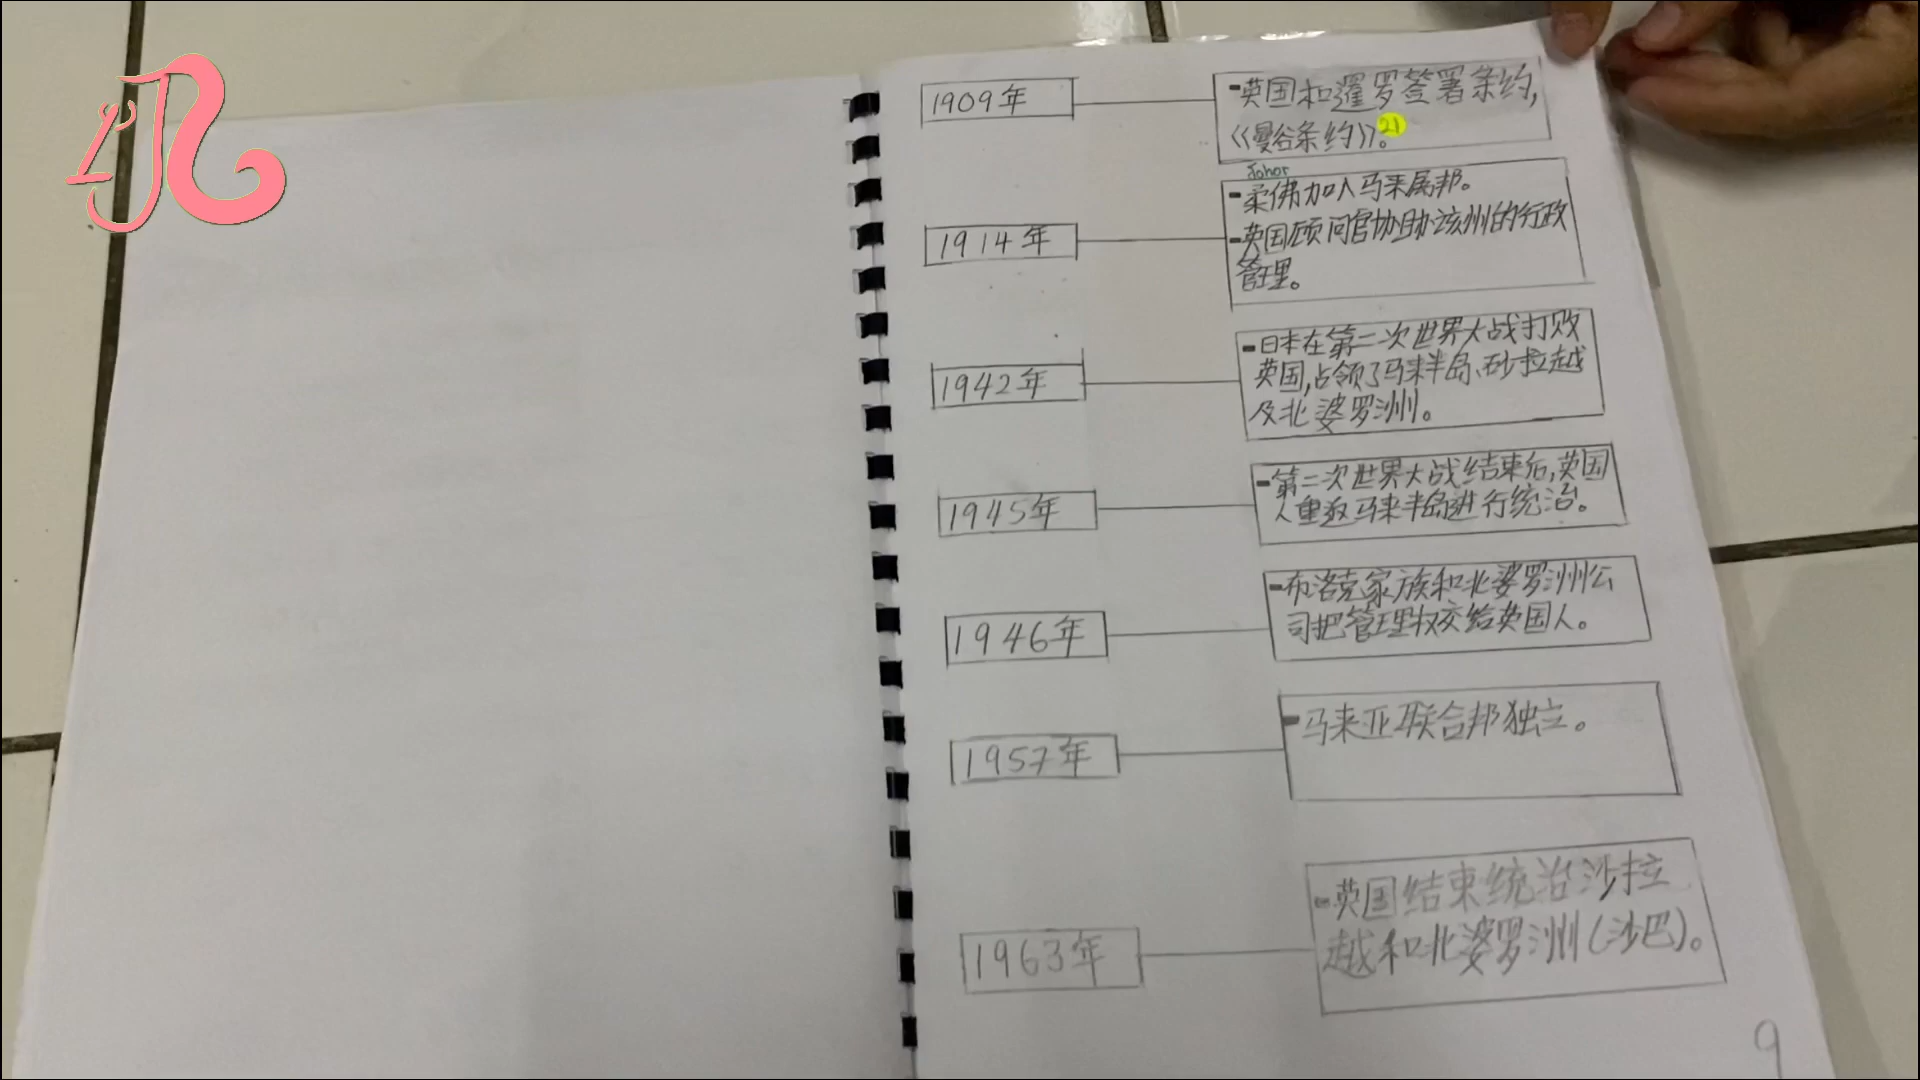 1909年
-英国和暹罗签署条约,
《曼谷条约》。21
Johor
1914年
-柔佛加入马来属邦。
-英国顾问官协助该州的行政
管理。
1942年
-日本在第二次世界大战打败
英国,占领了马来半岛、砂拉越
及北婆罗洲。
1945年
-第二次世界大战结束后,英国
人重返马来半岛进行统治。
1946年
-布洛克家族和北婆罗洲公
司把管理权交给英国人。
1957年
-马来亚联合邦独立。
1963年
-英国结束统治沙拉
越和北婆罗洲(沙巴)。
9